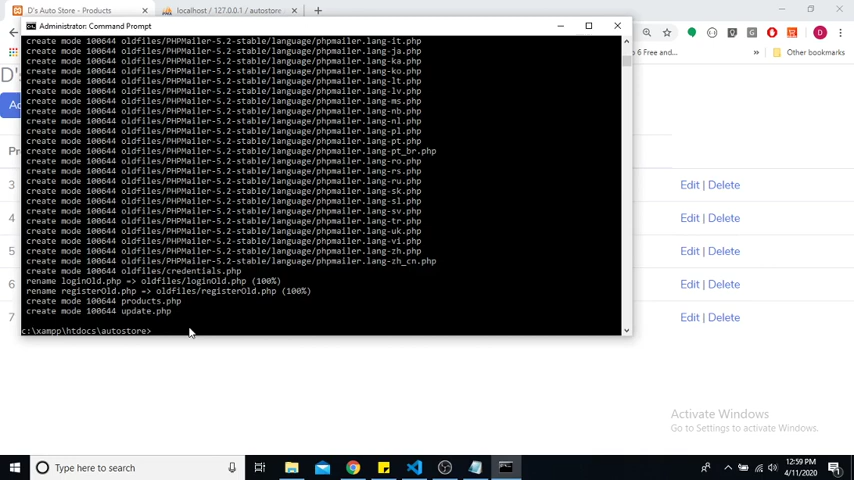 D's Auto Store - Products
localhost / 127.0.0.1 / autostore
Administrator: Command Prompt
o 6 Free and...
Other bookmarks
create mode 100644 oldfiles/PHPMailer-5.2-stable/language/phpmailer.lang-it.php
create mode 100644 oldfiles/PHPMailer-5.2-stable/language/phpmailer.lang-ja.php
create mode 100644 oldfiles/PHPMailer-5.2-stable/language/phpmailer.lang-ka.php
create mode 100644 oldfiles/PHPMailer-5.2-stable/language/phpmailer.lang-ko.php
create mode 100644 oldfiles/PHPMailer-5.2-stable/language/phpmailer.lang-lt.php
create mode 100644 oldfiles/PHPMailer-5.2-stable/language/phpmailer.lang-lv.php
create mode 100644 oldfiles/PHPMailer-5.2-stable/language/phpmailer.lang-ms.php
create mode 100644 oldfiles/PHPMailer-5.2-stable/language/phpmailer.lang-nb.php
create mode 100644 oldfiles/PHPMailer-5.2-stable/language/phpmailer.lang-nl.php
create mode 100644 oldfiles/PHPMailer-5.2-stable/language/phpmailer.lang-pl.php
create mode 100644 oldfiles/PHPMailer-5.2-stable/language/phpmailer.lang-pt.php
create mode 100644 oldfiles/PHPMailer-5.2-stable/language/phpmailer.lang-pt_br.php
create mode 100644 oldfiles/PHPMailer-5.2-stable/language/phpmailer.lang-ro.php
create mode 100644 oldfiles/PHPMailer-5.2-stable/language/phpmailer.lang-rs.php
create mode 100644 oldfiles/PHPMailer-5.2-stable/language/phpmailer.lang-ru.php
create mode 100644 oldfiles/PHPMailer-5.2-stable/language/phpmailer.lang-sk.php
create mode 100644 oldfiles/PHPMailer-5.2-stable/language/phpmailer.lang-sl.php
create mode 100644 oldfiles/PHPMailer-5.2-stable/language/phpmailer.lang-sv.php
create mode 100644 oldfiles/PHPMailer-5.2-stable/language/phpmailer.lang-tr.php
create mode 100644 oldfiles/PHPMailer-5.2-stable/language/phpmailer.lang-uk.php
create mode 100644 oldfiles/PHPMailer-5.2-stable/language/phpmailer.lang-vi.php
create mode 100644 oldfiles/PHPMailer-5.2-stable/language/phpmailer.lang-zh.php
create mode 100644 oldfiles/PHPMailer-5.2-stable/language/phpmailer.lang-zh_cn.php
create mode 100644 oldfiles/credentials.php
rename loginOld.php => oldfiles/loginOld.php (100%)
rename registerOld.php => oldfiles/registerOld.php (100%)
create mode 100644 products.php
create mode 100644 update.php
c:\xampp\htdocs\autostore>
D's
Ac
Pr
3 Edit | Delete
4 Edit | Delete
5 Edit | Delete
6 Edit | Delete
7 Edit | Delete
Activate Windows
Go to Settings to activate Windows.
Type here to search
12:59 PM
4/11/2020